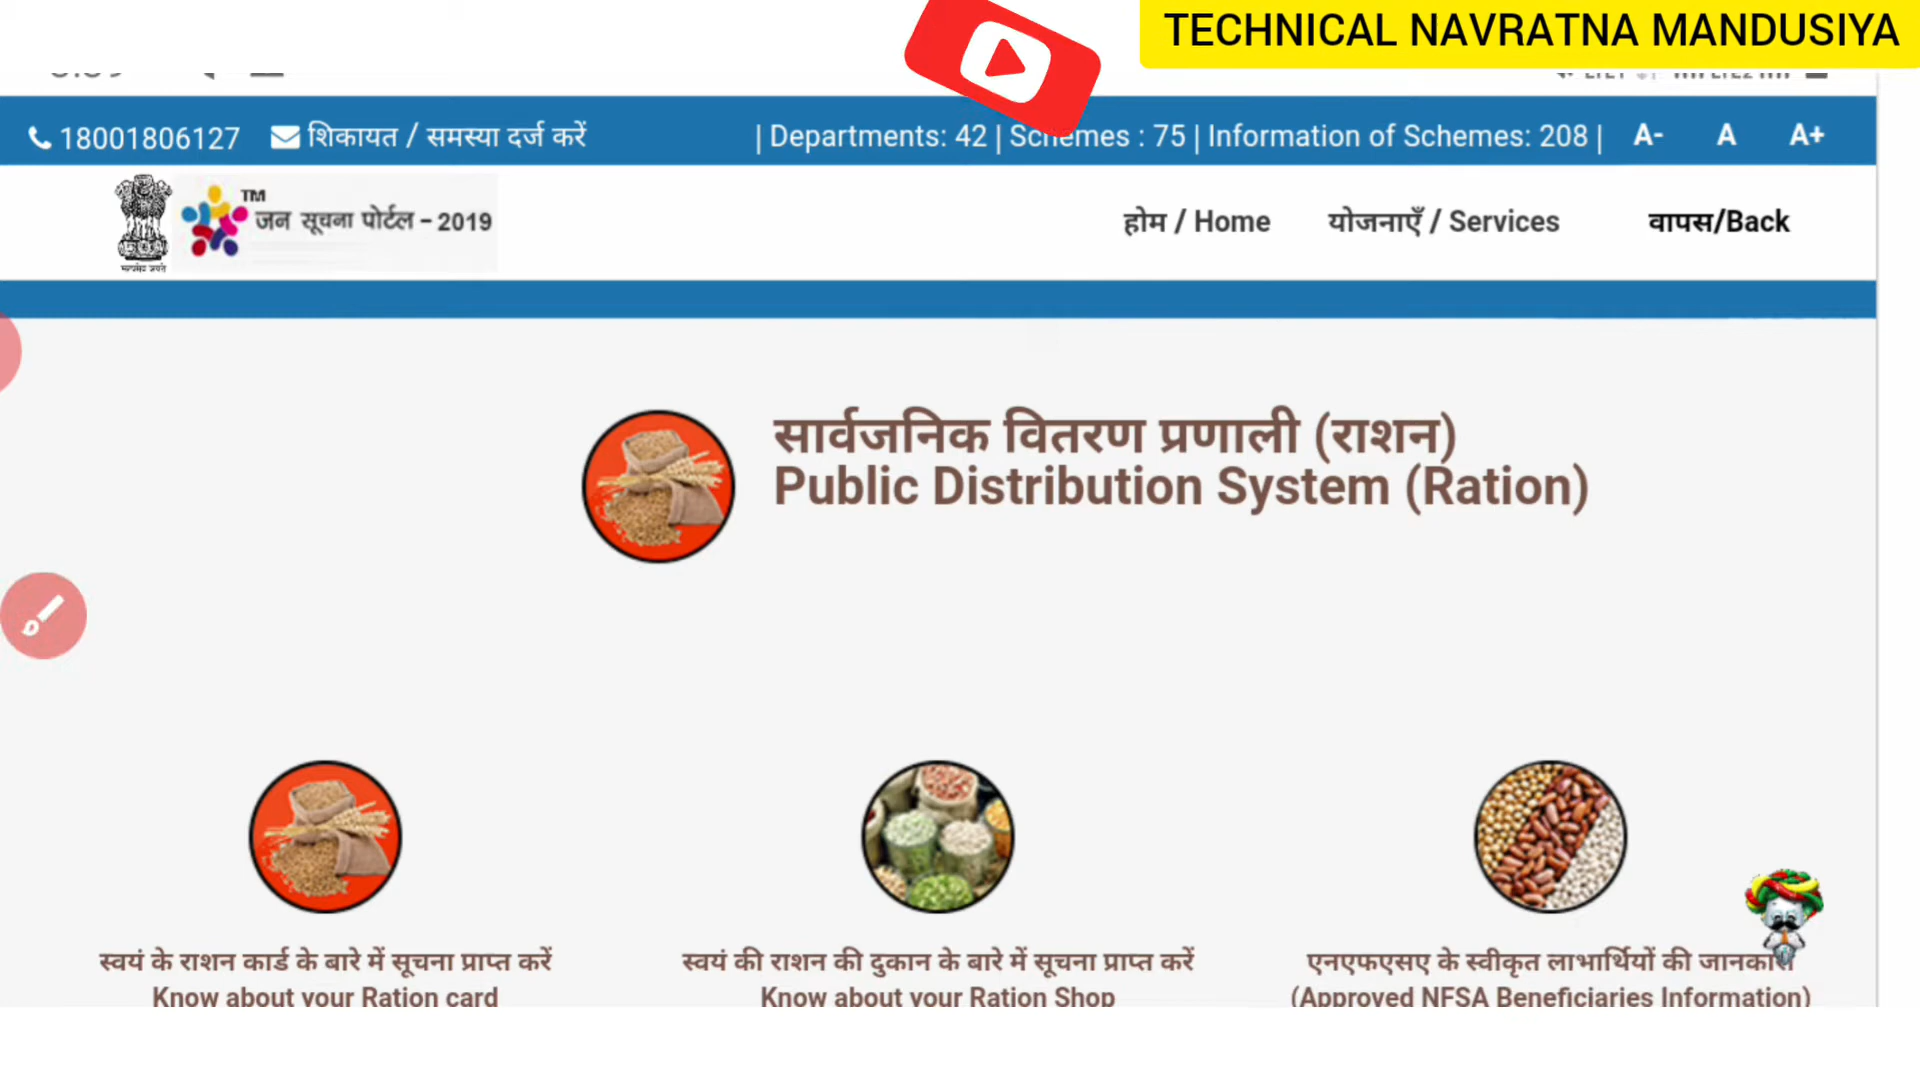 TECHNICAL NAVRATNA MANDUSIYA
18001806127 शिकायत / समस्या दर्ज करें | Departments: 42 | Schemes : 75 | Information of Schemes: 208 | A- A A+
TM
जन सूचना पोर्टल - 2019
होम / Home योजनाएँ / Services वापस/Back
सार्वजनिक वितरण प्रणाली (राशन)
Public Distribution System (Ration)
स्वयं के राशन कार्ड के बारे में सूचना प्राप्त करें
Know about your Ration card
स्वयं की राशन की दुकान के बारे में सूचना प्राप्त करें
Know about your Ration Shop
एनएफएसए के स्वीकृत लाभार्थियों की जानकारी
(Approved NFSA Beneficiaries Information)